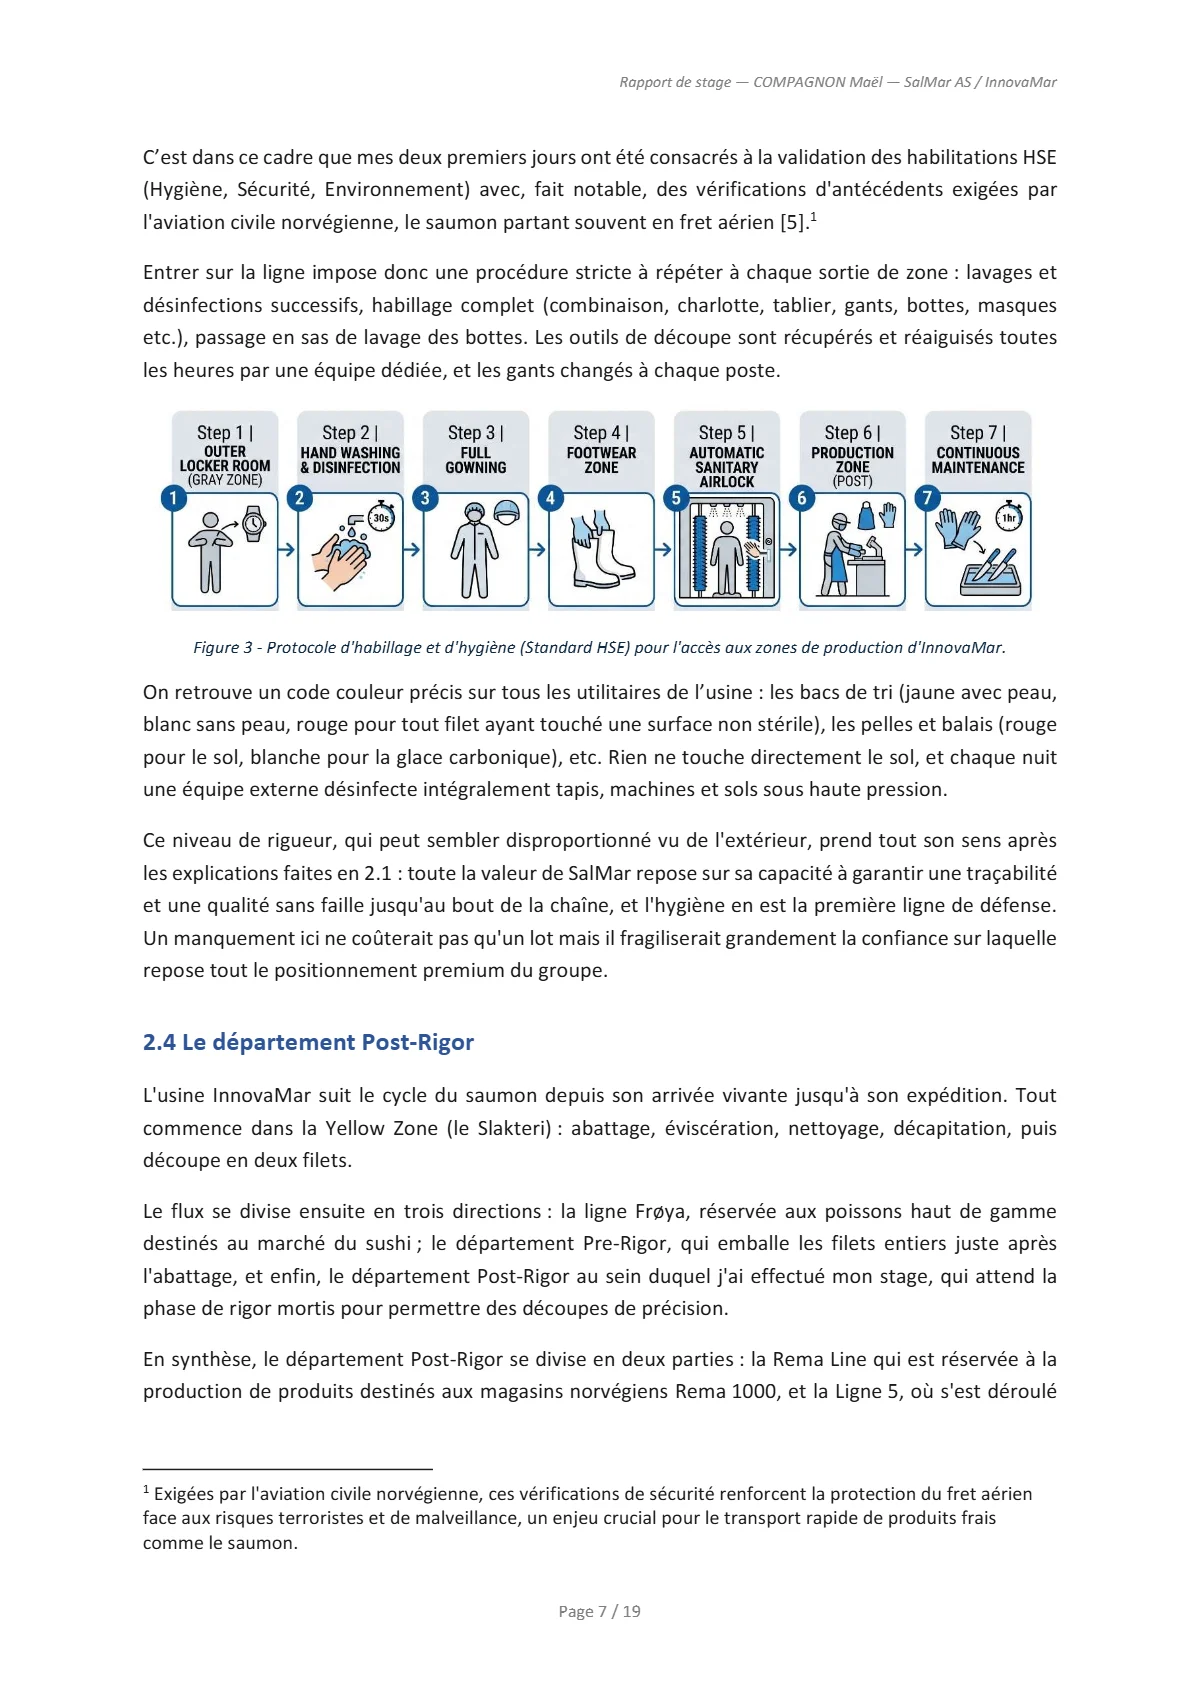 Rapport de stage — COMPAGNON Maël — SalMar AS / InnovaMar
C’est dans ce cadre que mes deux premiers jours ont été consacrés à la validation des habilitations HSE
(Hygiène, Sécurité, Environnement) avec, fait notable, des vérifications d'antécédents exigées par
l'aviation civile norvégienne, le saumon partant souvent en fret aérien [5].¹
Entrer sur la ligne impose donc une procédure stricte à répéter à chaque sortie de zone : lavages et
désinfections successifs, habillage complet (combinaison, charlotte, tablier, gants, bottes, masques
etc.), passage en sas de lavage des bottes. Les outils de découpe sont récupérés et réaiguisés toutes
les heures par une équipe dédiée, et les gants changés à chaque poste.
Step 1 |
OUTER
LOCKER ROOM
(GRAY ZONE)
1
Step 2 |
HAND WASHING
& DISINFECTION
2
30s
Step 3 |
FULL
GOWNING
3
Step 4 |
FOOTWEAR
ZONE
4
Step 5 |
AUTOMATIC
SANITARY
AIRLOCK
5
Step 6 |
PRODUCTION
ZONE
(POST)
6
Step 7 |
CONTINUOUS
MAINTENANCE
7
1hr
Figure 3 - Protocole d'habillage et d'hygiène (Standard HSE) pour l'accès aux zones de production d'InnovaMar.
On retrouve un code couleur précis sur tous les utilitaires de l’usine : les bacs de tri (jaune avec peau,
blanc sans peau, rouge pour tout filet ayant touché une surface non stérile), les pelles et balais (rouge
pour le sol, blanche pour la glace carbonique), etc. Rien ne touche directement le sol, et chaque nuit
une équipe externe désinfecte intégralement tapis, machines et sols sous haute pression.
Ce niveau de rigueur, qui peut sembler disproportionné vu de l'extérieur, prend tout son sens après
les explications faites en 2.1 : toute la valeur de SalMar repose sur sa capacité à garantir une traçabilité
et une qualité sans faille jusqu'au bout de la chaîne, et l'hygiène en est la première ligne de défense.
Un manquement ici ne coûterait pas qu'un lot mais il fragiliserait grandement la confiance sur laquelle
repose tout le positionnement premium du groupe.
2.4 Le département Post-Rigor
L'usine InnovaMar suit le cycle du saumon depuis son arrivée vivante jusqu'à son expédition. Tout
commence dans la Yellow Zone (le Slakteri) : abattage, éviscération, nettoyage, décapitation, puis
découpe en deux filets.
Le flux se divise ensuite en trois directions : la ligne Frøya, réservée aux poissons haut de gamme
destinés au marché du sushi ; le département Pre-Rigor, qui emballe les filets entiers juste après
l'abattage, et enfin, le département Post-Rigor au sein duquel j'ai effectué mon stage, qui attend la
phase de rigor mortis pour permettre des découpes de précision.
En synthèse, le département Post-Rigor se divise en deux parties : la Rema Line qui est réservée à la
production de produits destinés aux magasins norvégiens Rema 1000, et la Ligne 5, où s'est déroulé
¹ Exigées par l'aviation civile norvégienne, ces vérifications de sécurité renforcent la protection du fret aérien
face aux risques terroristes et de malveillance, un enjeu crucial pour le transport rapide de produits frais
comme le saumon.
Page 7 / 19